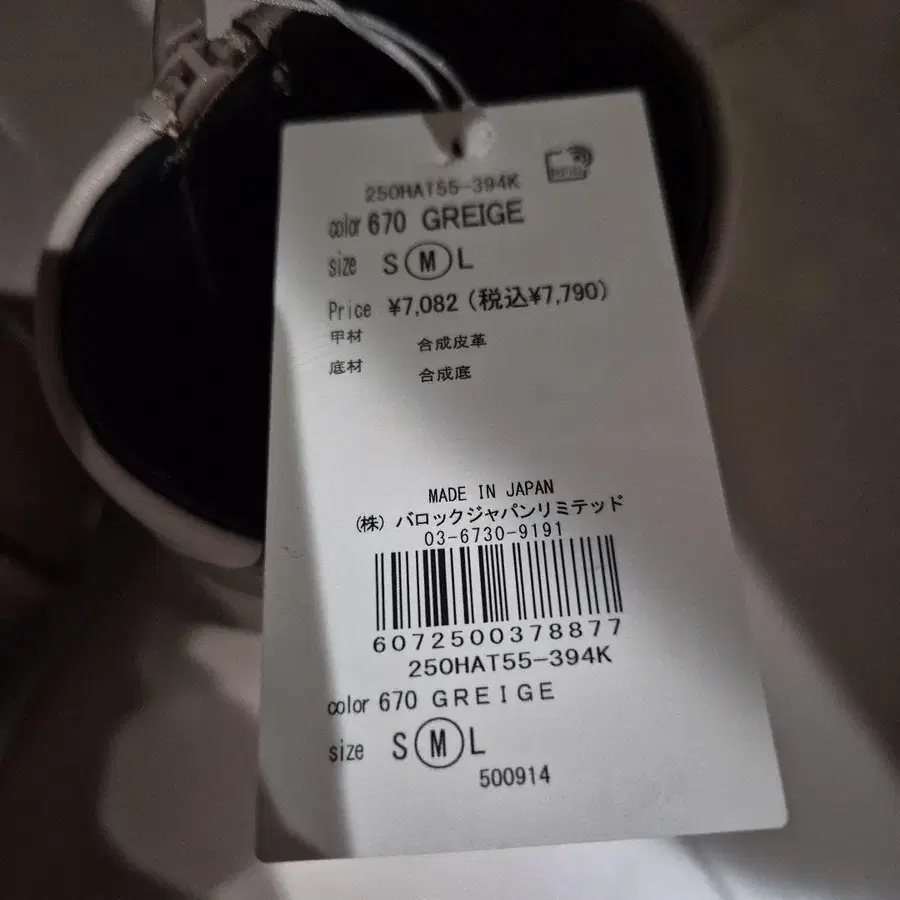 250HAT55-394K
RFID
color 670 GREIGE
size S M L
Price ¥7,082 (税込¥7,790)
甲材 合成皮革
底材 合成底
MADE IN JAPAN
(株) バロックジャパンリミテッド
03-6730-9191
6072500378877
250HAT55-394K
color 670 GREIGE
size S M L
500914